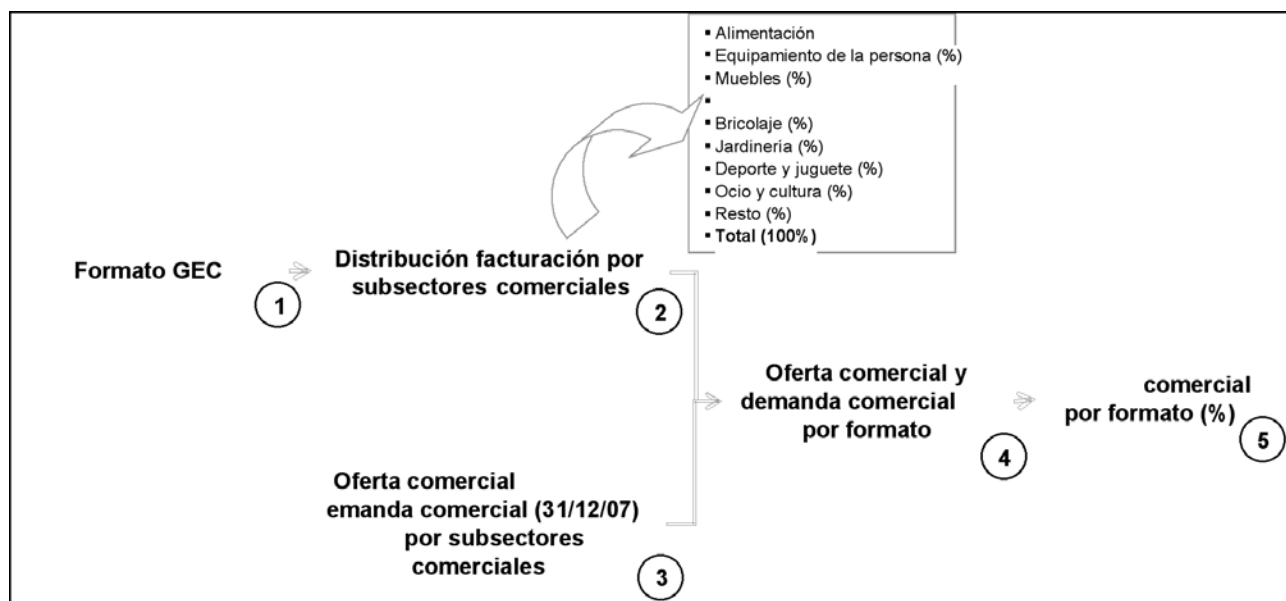 ▪ Alimentación
▪ Equipamiento de la persona (%)
▪ Muebles (%)
▪
▪ Bricolaje (%)
▪ Jardinería (%)
▪ Deporte y juguete (%)
▪ Ocio y cultura (%)
▪ Resto (%)
▪ Total (100%)
Formato GEC
1
Distribución facturación por
subsectores comerciales
2
Oferta comercial y
demanda comercial
por formato
4
comercial
por formato (%)
5
Oferta comercial
emanda comercial (31/12/07)
por subsectores
comerciales
3